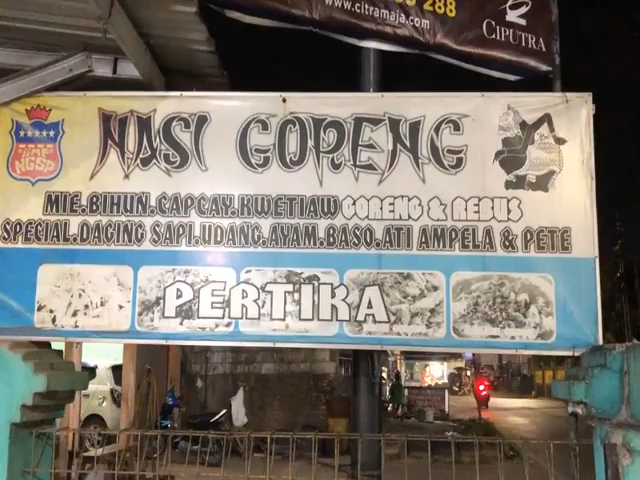 www.citramaja.com
288
CIPUTRA
NASI GORENG
NGSP
MIE.BIHUN.CAPCAY.KWETIAW GORENG & REBUS
SPECIAL.DAGING SAPI.UDANG.AYAM.BASO.ATI AMPELA & PETE
PERTIKA